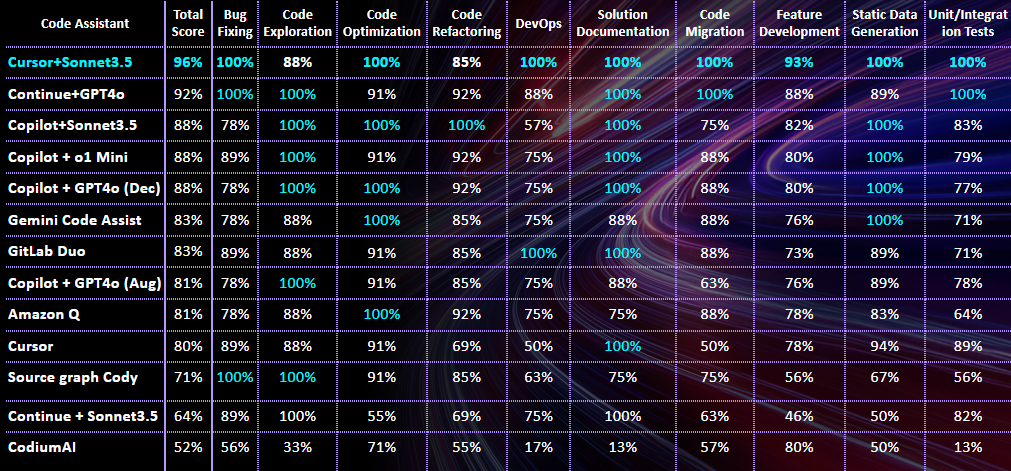 Code Assistant Total Score Bug Fixing Code Exploration Code Optimization Code Refactoring DevOps Solution Documentation Code Migration Feature Development Static Data Generation Unit/Integrat ion Tests
Cursor+Sonnet3.5 96% 100% 88% 100% 85% 100% 100% 100% 93% 100% 100%
Continue+GPT4o 92% 100% 100% 91% 92% 88% 100% 100% 88% 89% 100%
Copilot+Sonnet3.5 88% 78% 100% 100% 100% 57% 100% 75% 82% 100% 83%
Copilot + o1 Mini 88% 89% 100% 91% 92% 75% 100% 88% 80% 100% 79%
Copilot + GPT4o (Dec) 88% 78% 100% 100% 92% 75% 100% 88% 80% 100% 77%
Gemini Code Assist 83% 78% 88% 100% 85% 75% 88% 88% 76% 100% 71%
GitLab Duo 83% 89% 88% 91% 85% 100% 100% 88% 73% 89% 71%
Copilot + GPT4o (Aug) 81% 78% 100% 91% 85% 75% 88% 63% 76% 89% 78%
Amazon Q 81% 78% 88% 100% 92% 75% 75% 88% 78% 83% 64%
Cursor 80% 89% 88% 91% 69% 50% 100% 50% 78% 94% 89%
Source graph Cody 71% 100% 100% 91% 85% 63% 75% 75% 56% 67% 56%
Continue + Sonnet3.5 64% 89% 100% 55% 69% 75% 100% 63% 46% 50% 82%
CodiumAI 52% 56% 33% 71% 55% 17% 13% 57% 80% 50% 13%